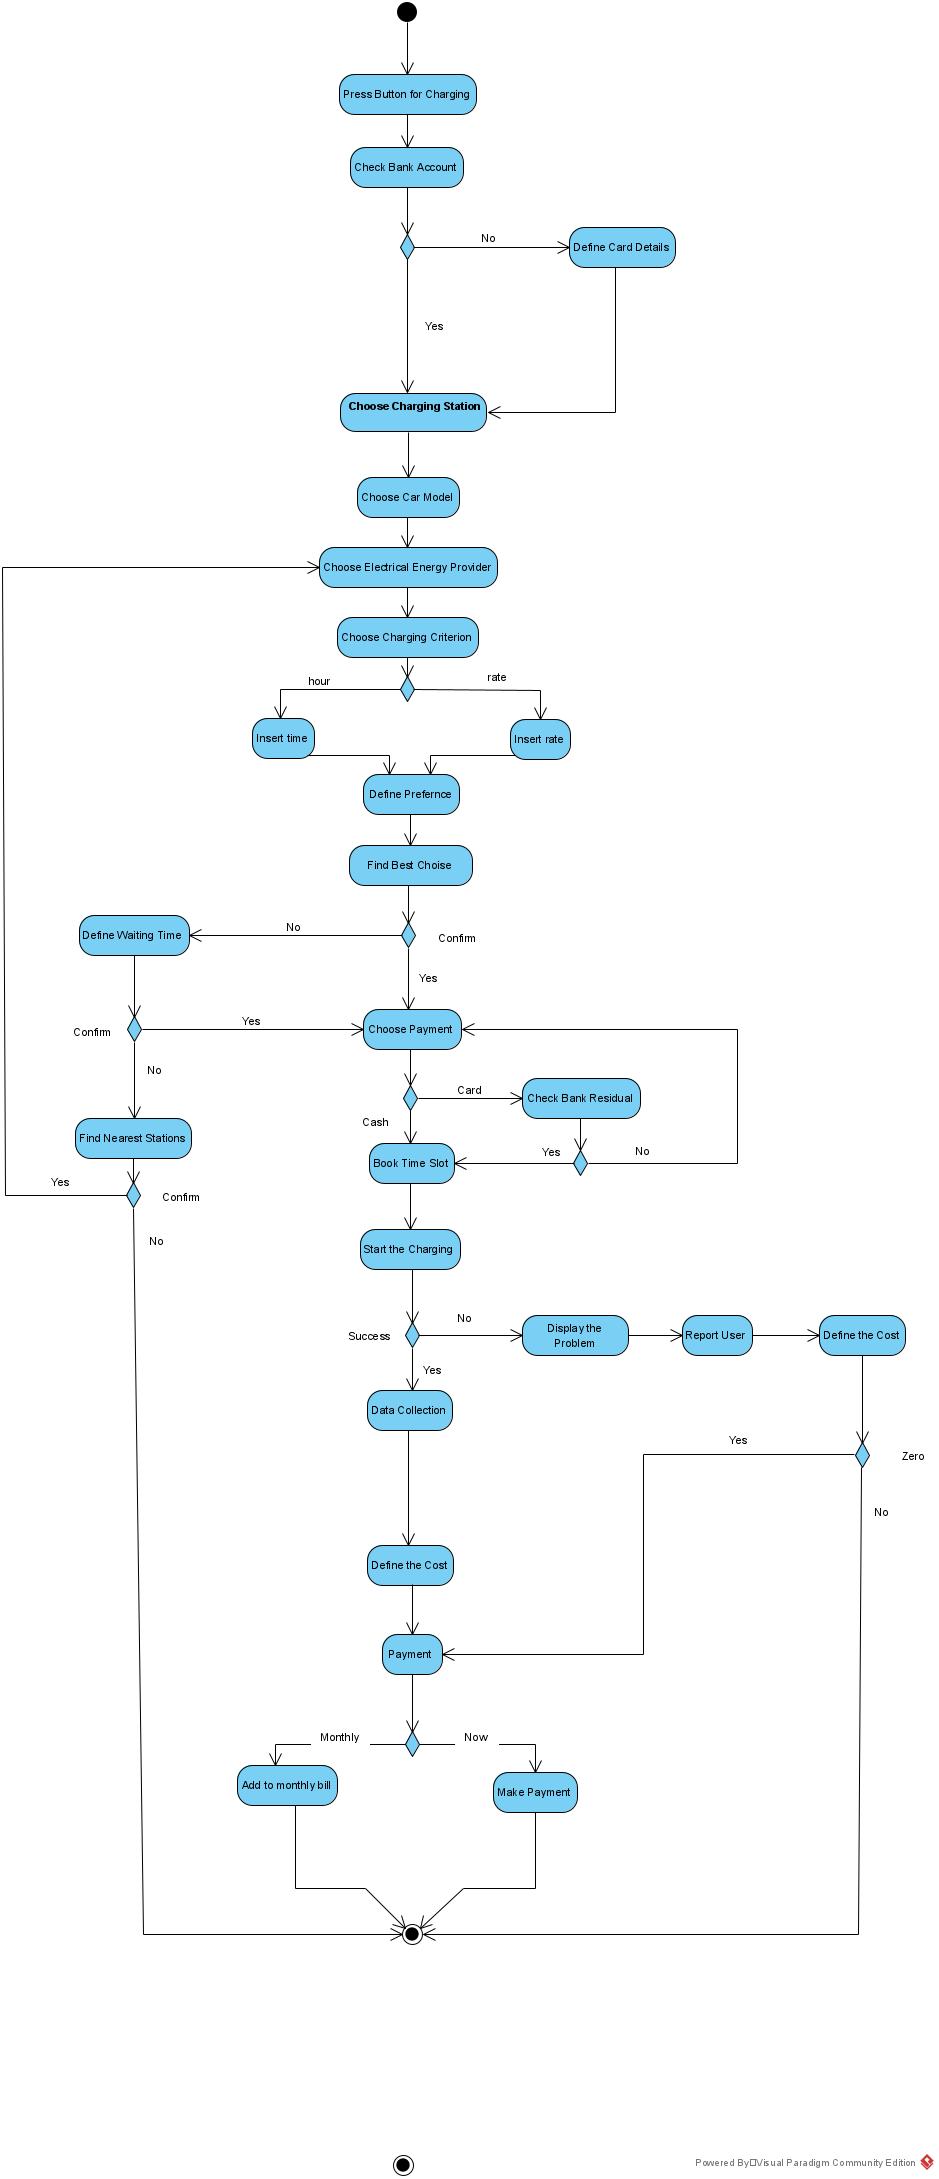 Press Button for Charging
Check Bank Account
No
Define Card Details
Yes
Choose Charging Station
Choose Car Model
Choose Electrical Energy Provider
Choose Charging Criterion
hour
rate
Insert time
Insert rate
Define Prefernce
Find Best Choise
No
Define Waiting Time
Confirm
Yes
Confirm
Yes
Choose Payment
No
Card
Check Bank Residual
Cash
Find Nearest Stations
Book Time Slot
Yes
No
Yes
Confirm
No
Start the Charging
Success
No
Display the
Problem
Report User
Define the Cost
Yes
Data Collection
Yes
Zero
No
Define the Cost
Payment
Monthly
Now
Add to monthly bill
Make Payment
Powered By□Visual Paradigm Community Edition